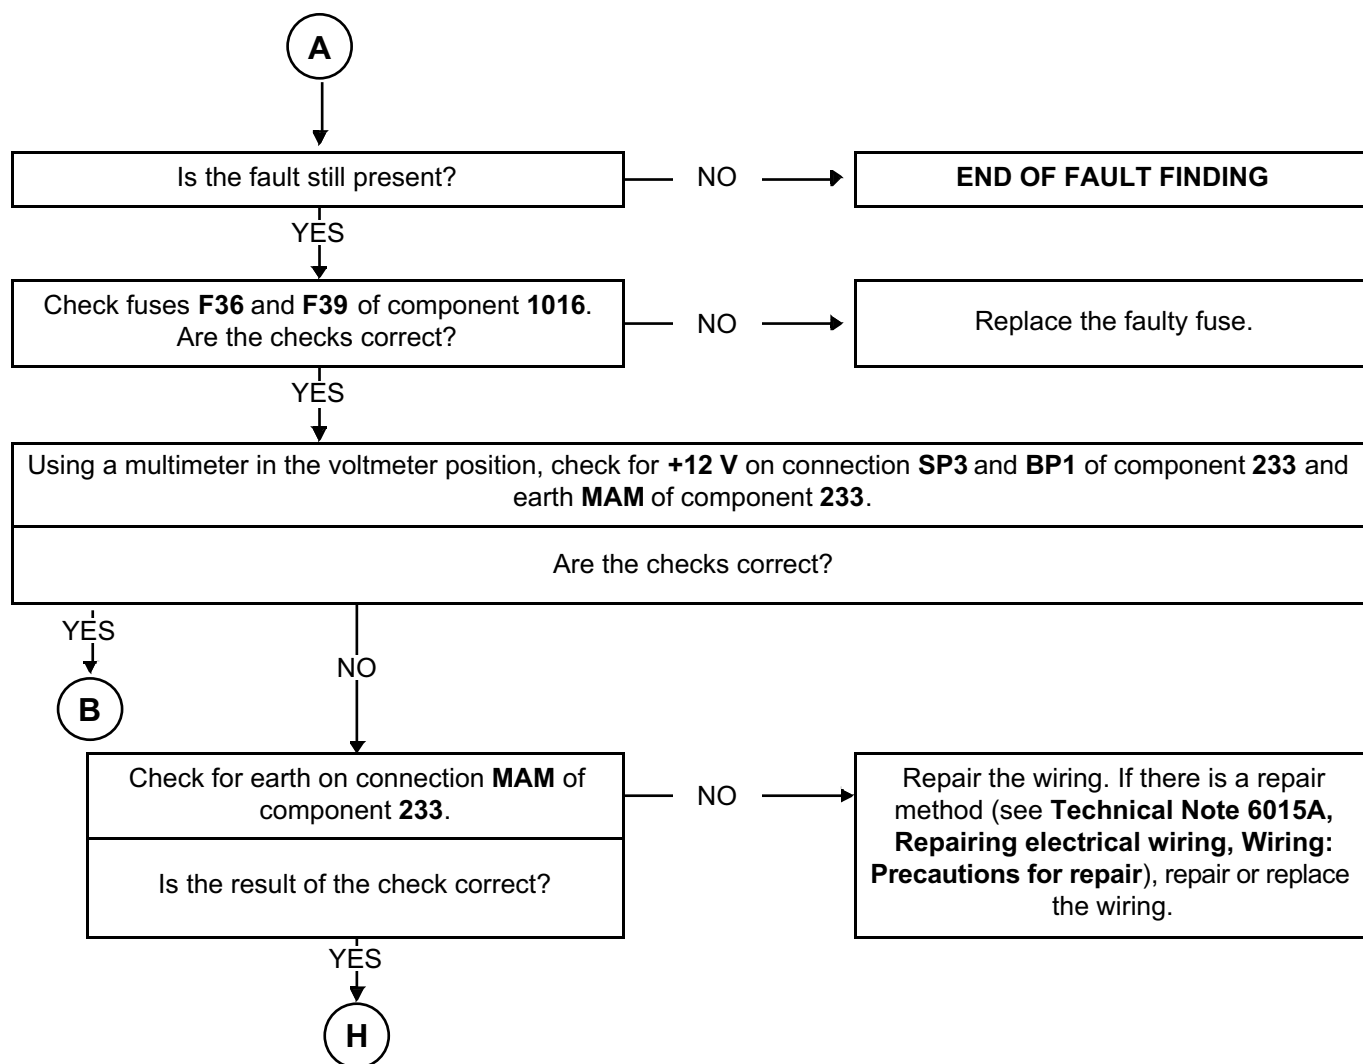 A
Is the fault still present?
NO
END OF FAULT FINDING
YES
Check fuses F36 and F39 of component 1016.
Are the checks correct?
NO
Replace the faulty fuse.
YES
Using a multimeter in the voltmeter position, check for +12 V on connection SP3 and BP1 of component 233 and
earth MAM of component 233.
Are the checks correct?
YES
B
NO
Check for earth on connection MAM of
component 233.
Is the result of the check correct?
NO
Repair the wiring. If there is a repair
method (see Technical Note 6015A,
Repairing electrical wiring, Wiring:
Precautions for repair), repair or replace
the wiring.
YES
H